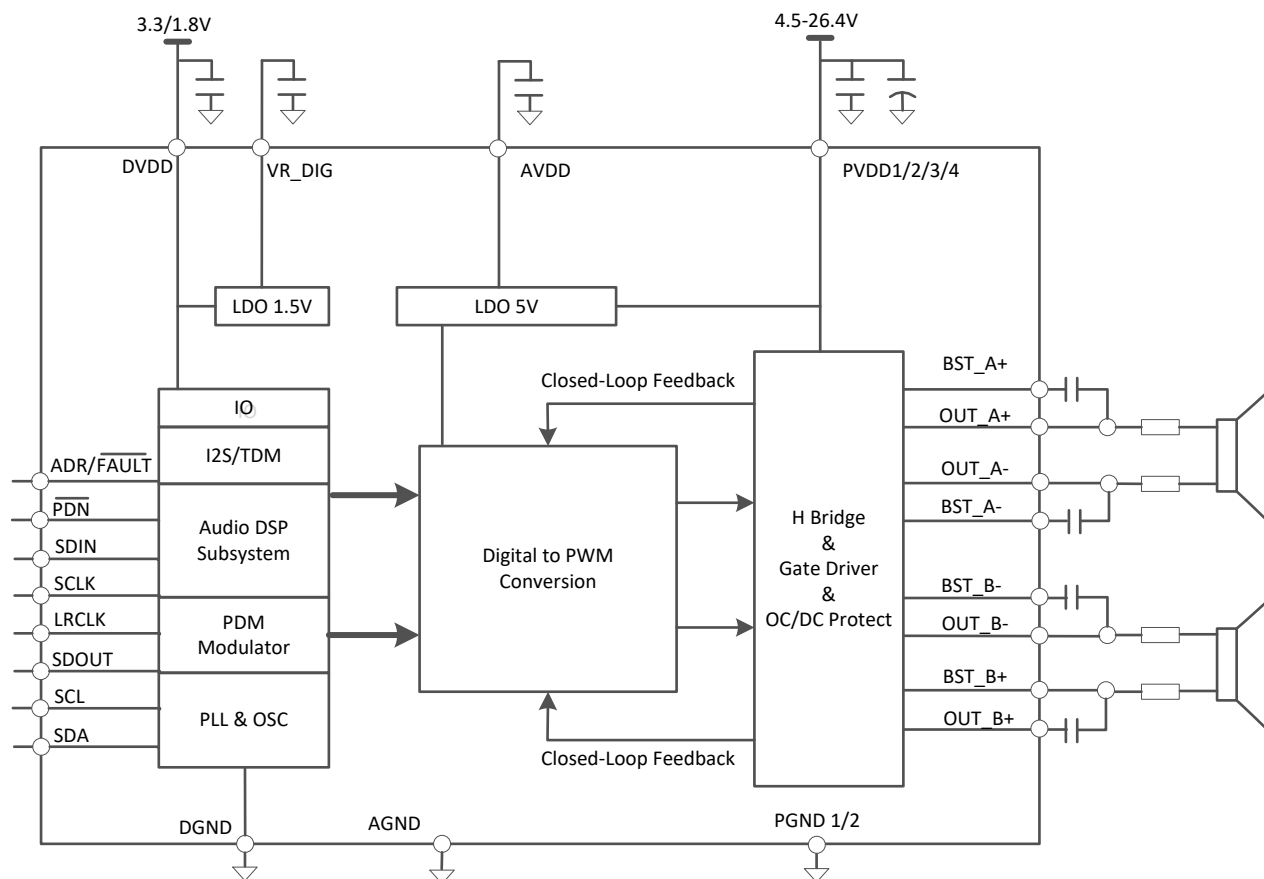 3.3/1.8V
4.5-26.4V
DVDD
VR_DIG
AVDD
PVDD1/2/3/4
LDO 1.5V
LDO 5V
IO
I2S/TDM
Audio DSP
Subsystem
PDM
Modulator
PLL & OSC
ADR/FAULT
PDN
SDIN
SCLK
LRCLK
SDOUT
SCL
SDA
Closed-Loop Feedback
Digital to PWM
Conversion
Closed-Loop Feedback
H Bridge
&
Gate Driver
&
OC/DC Protect
BST_A+
OUT_A+
OUT_A-
BST_A-
BST_B-
OUT_B-
BST_B+
OUT_B+
DGND
AGND
PGND 1/2